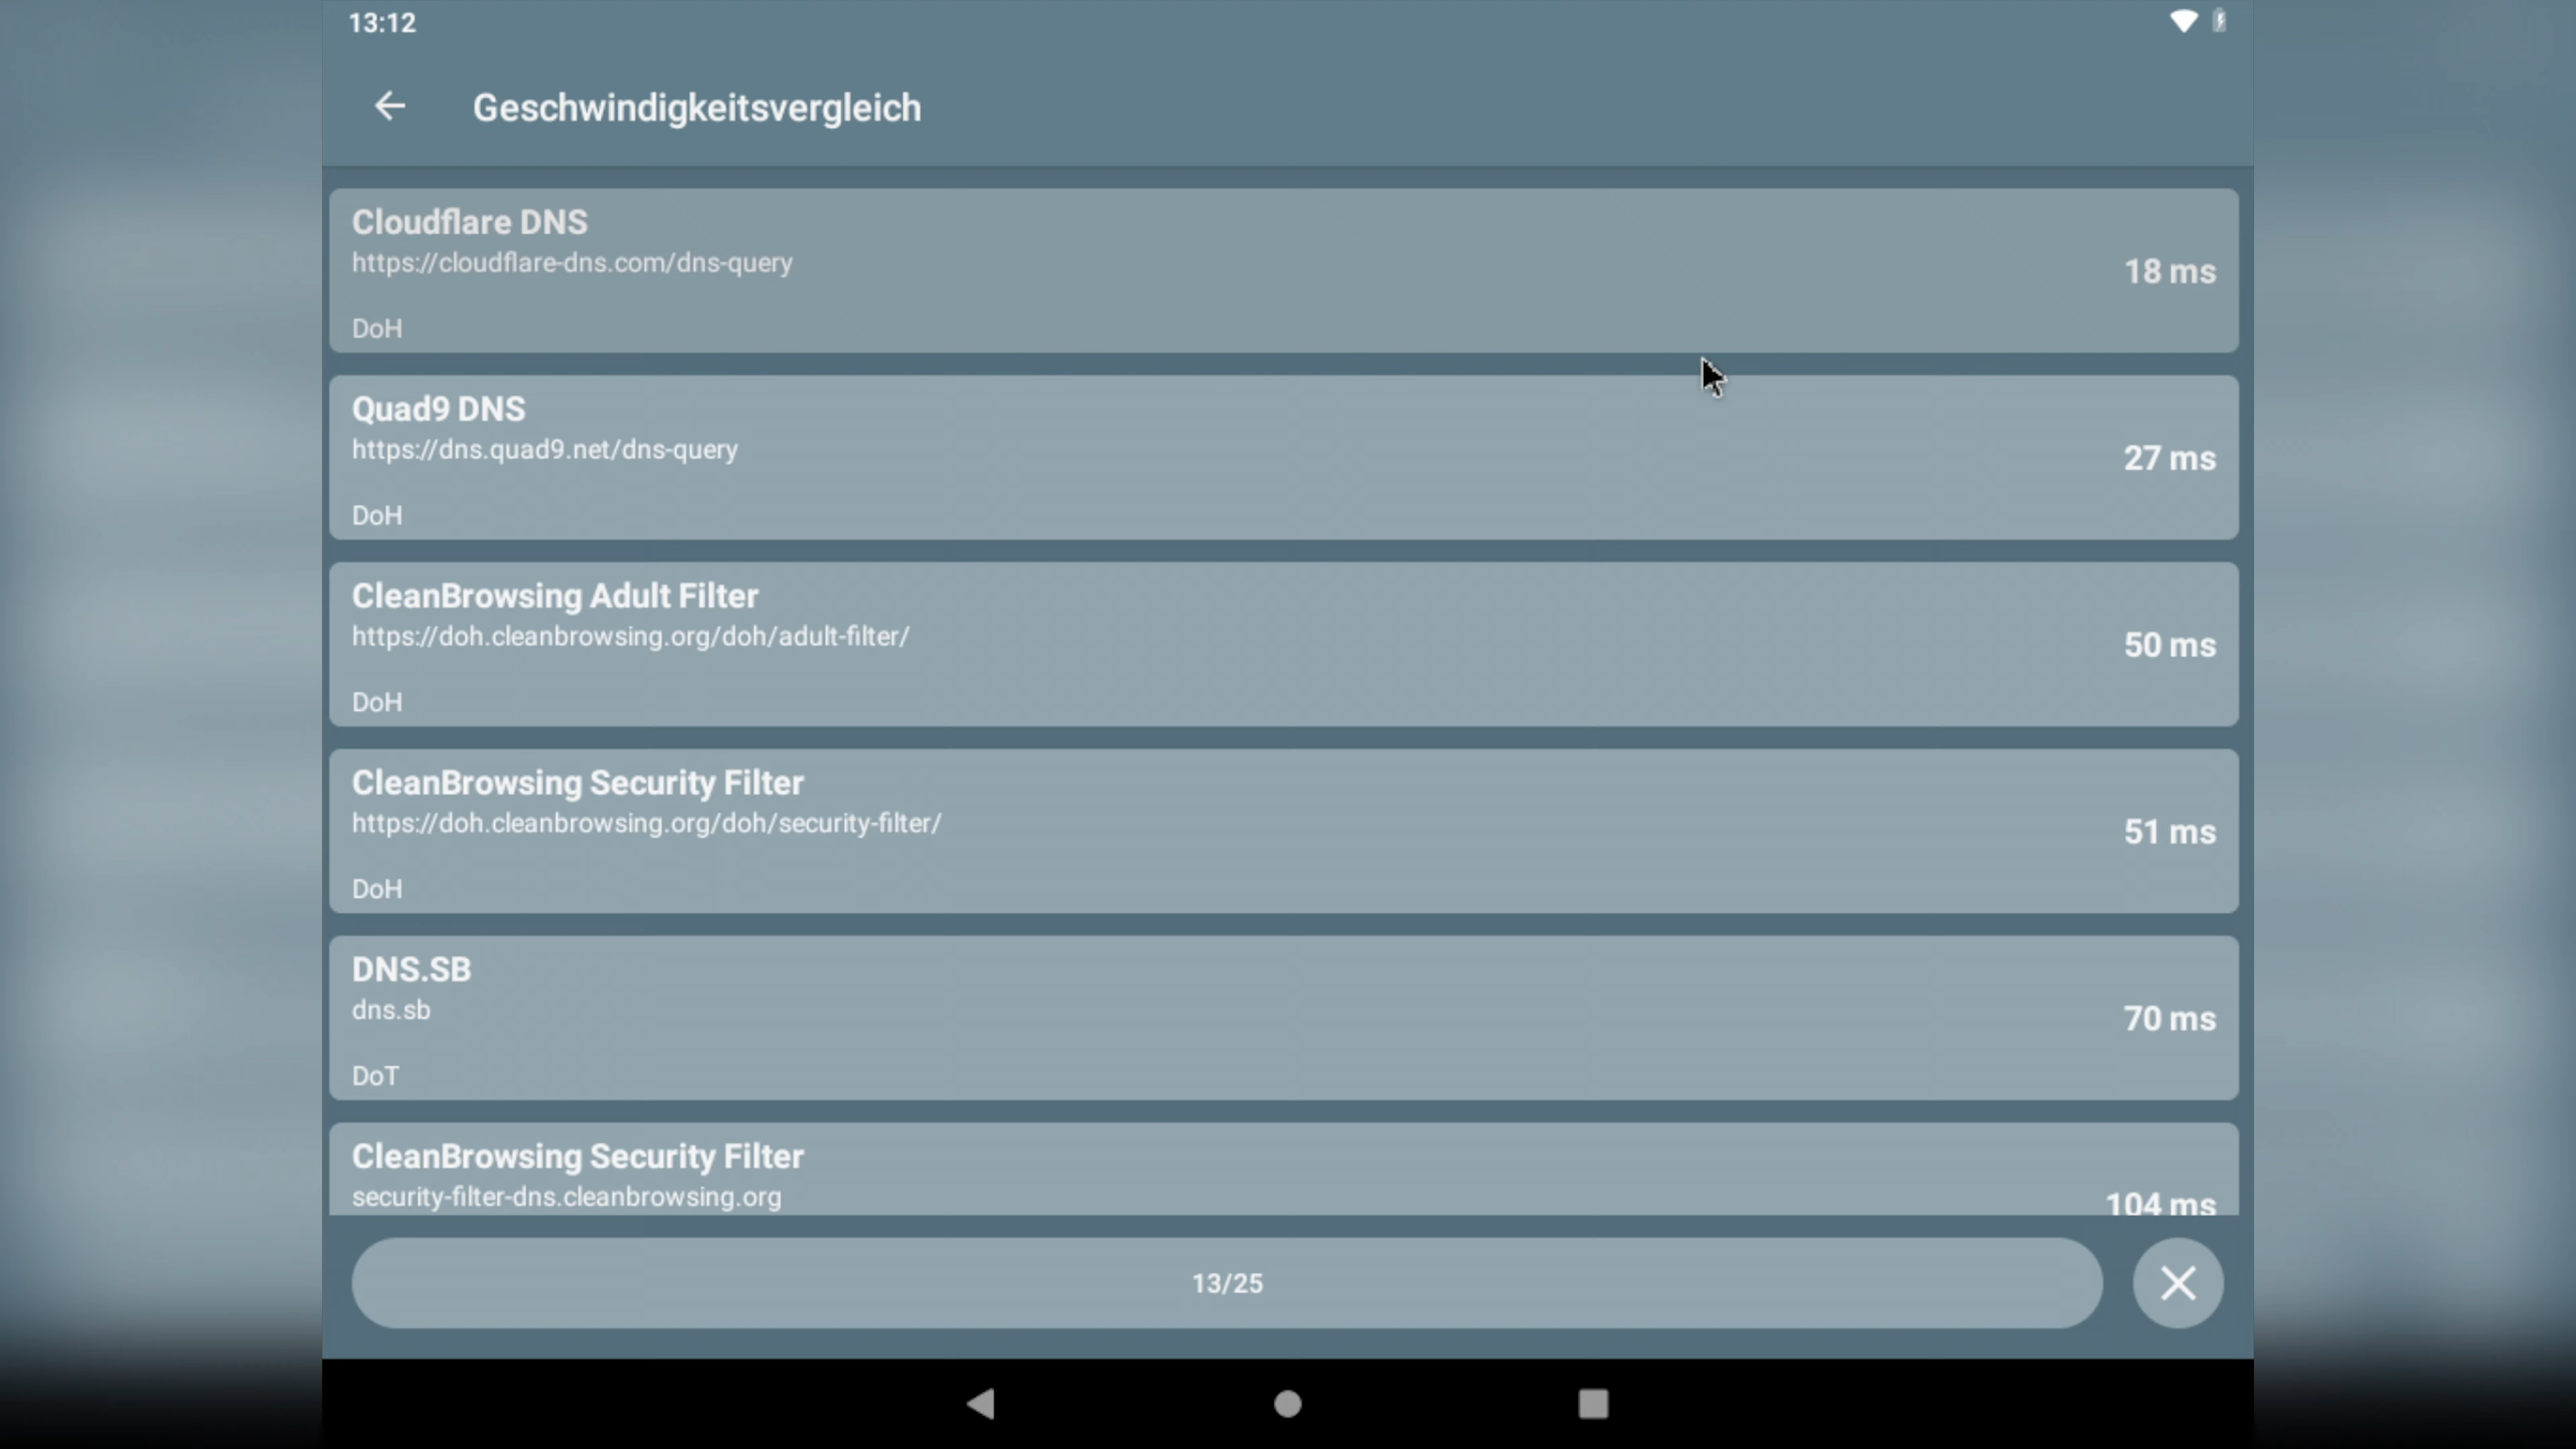 13:12
Geschwindigkeitsvergleich
Cloudflare DNS
https://cloudflare-dns.com/dns-query
18 ms
DoH
Quad9 DNS
https://dns.quad9.net/dns-query
27 ms
DoH
CleanBrowsing Adult Filter
https://doh.cleanbrowsing.org/doh/adult-filter/
50 ms
DoH
CleanBrowsing Security Filter
https://doh.cleanbrowsing.org/doh/security-filter/
51 ms
DoH
DNS.SB
dns.sb
70 ms
DoT
CleanBrowsing Security Filter
security-filter-dns.cleanbrowsing.org
104 ms
13/25